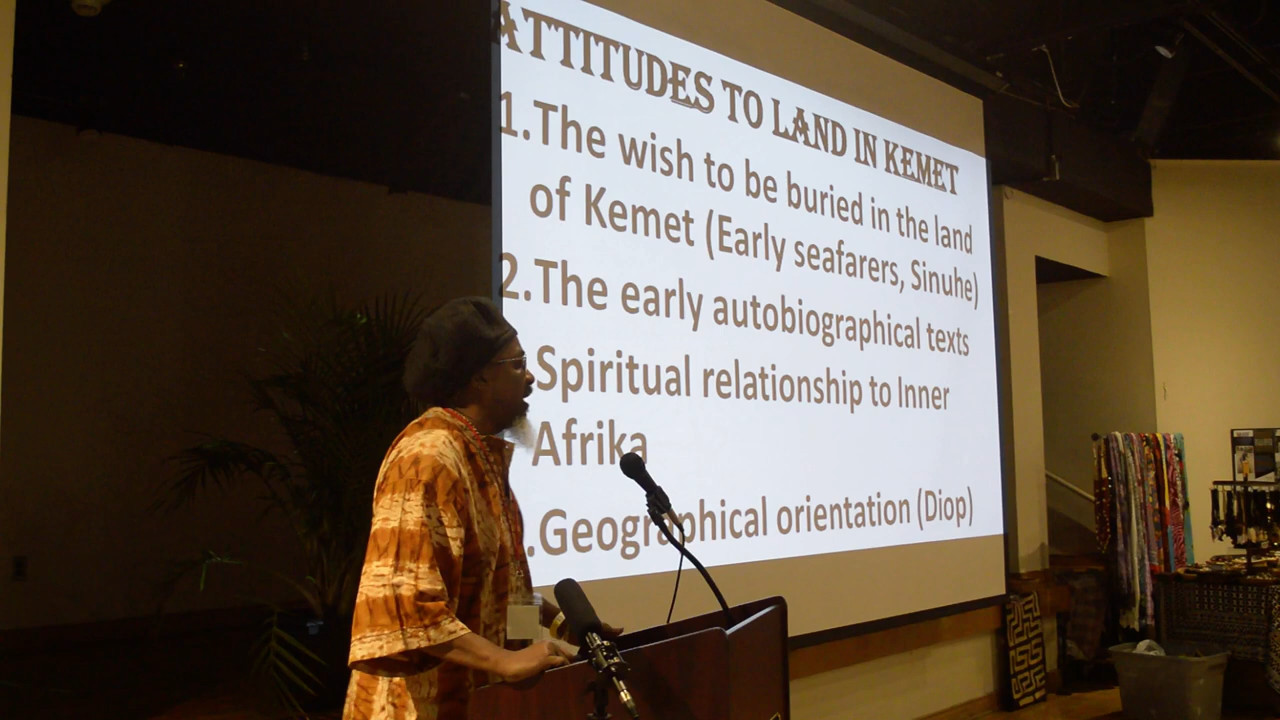 ATTITUDES TO LAND IN KEMET
1.The wish to be buried in the land
of Kemet (Early seafarers, Sinuhe)
2.The early autobiographical texts
.Spiritual relationship to Inner
Afrika
.Geographical orientation (Diop)